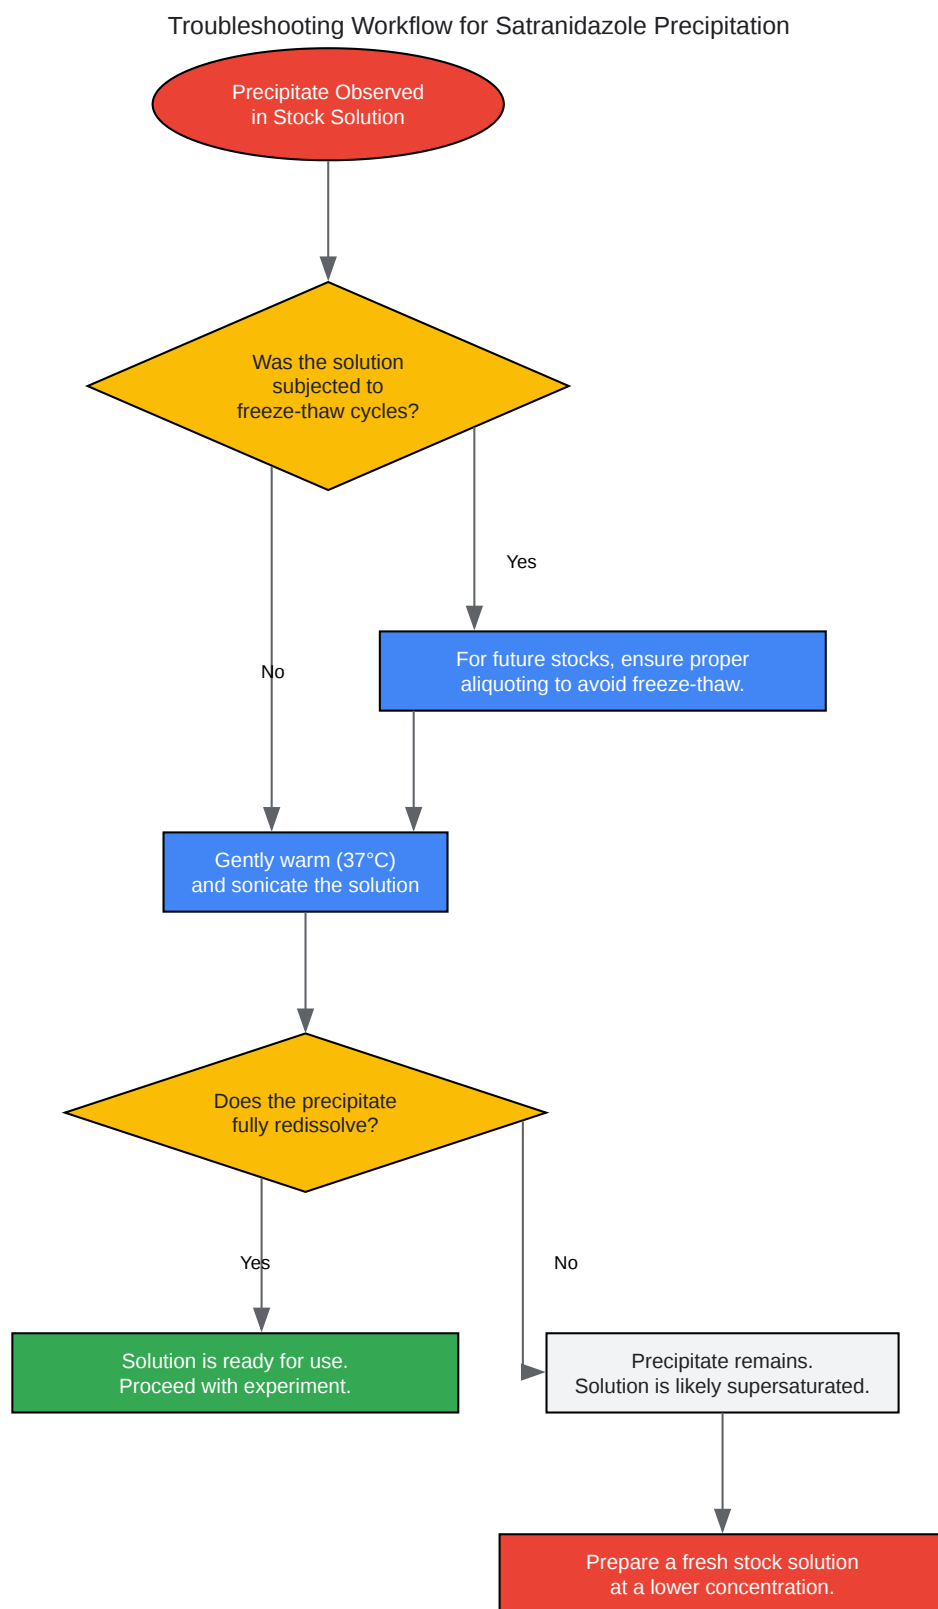 Troubleshooting Workflow for Satranidazole Precipitation
Precipitate Observed
in Stock Solution
Was the solution
subjected to
freeze-thaw cycles?
Yes
For future stocks, ensure proper
aliquoting to avoid freeze-thaw.
No
Gently warm (37°C)
and sonicate the solution
Does the precipitate
fully redissolve?
Yes
No
Solution is ready for use.
Proceed with experiment.
Precipitate remains.
Solution is likely supersaturated.
Prepare a fresh stock solution
at a lower concentration.